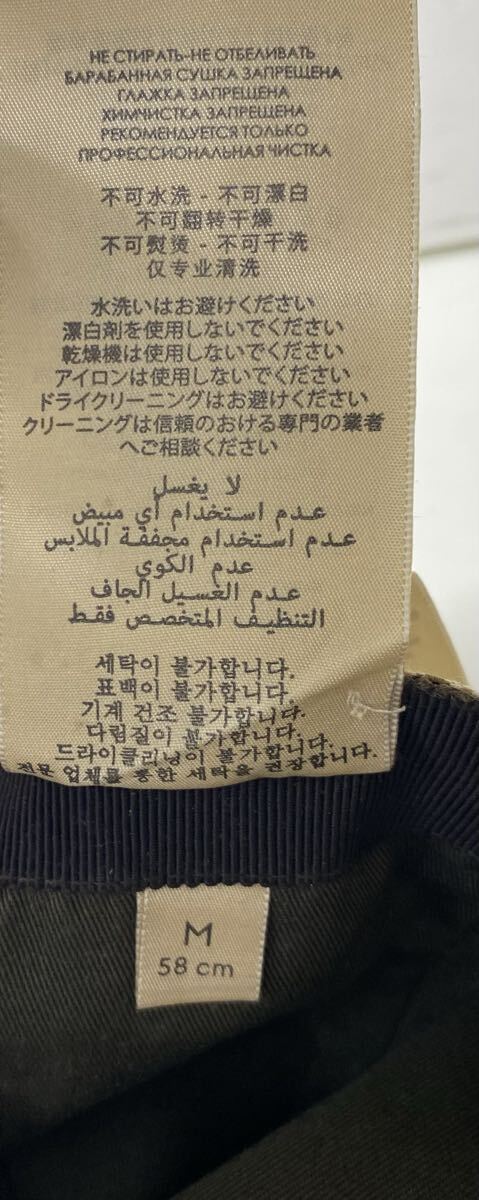 НЕ СТИРАТЬ-НЕ ОТБЕЛИВАТЬ
БАРАБАННАЯ СУШКА ЗАПРЕЩЕНА
ГЛАЖКА ЗАПРЕЩЕНА
ХИМЧИСТКА ЗАПРЕЩЕНА
РЕКОМЕНДУЕТСЯ ТОЛЬКО
ПРОФЕССИОНАЛЬНАЯ ЧИСТКА
不可水洗 - 不可漂白
不可翻转干燥
不可熨烫 - 不可干洗
仅专业清洗
水洗いはお避けください
漂白剤を使用しないでください
乾燥機は使用しないでください
アイロンは使用しないでください
ドライクリーニングはお避けください
クリーニングは信頼のおける専門の業者
へご相談ください
لا يغسل
عدم استخدام أي مبيض
عدم استخدام مجففة الملابس
عدم الكوي
عدم الغسيل الجاف
التنظيف المتخصص فقط
세탁이 불가합니다.
표백이 불가합니다.
기계 건조 불가합니다.
다림질이 불가합니다.
드라이클리닝이 불가합니다.
전문 업체를 통한 세탁을 권장합니다.
M
58 cm